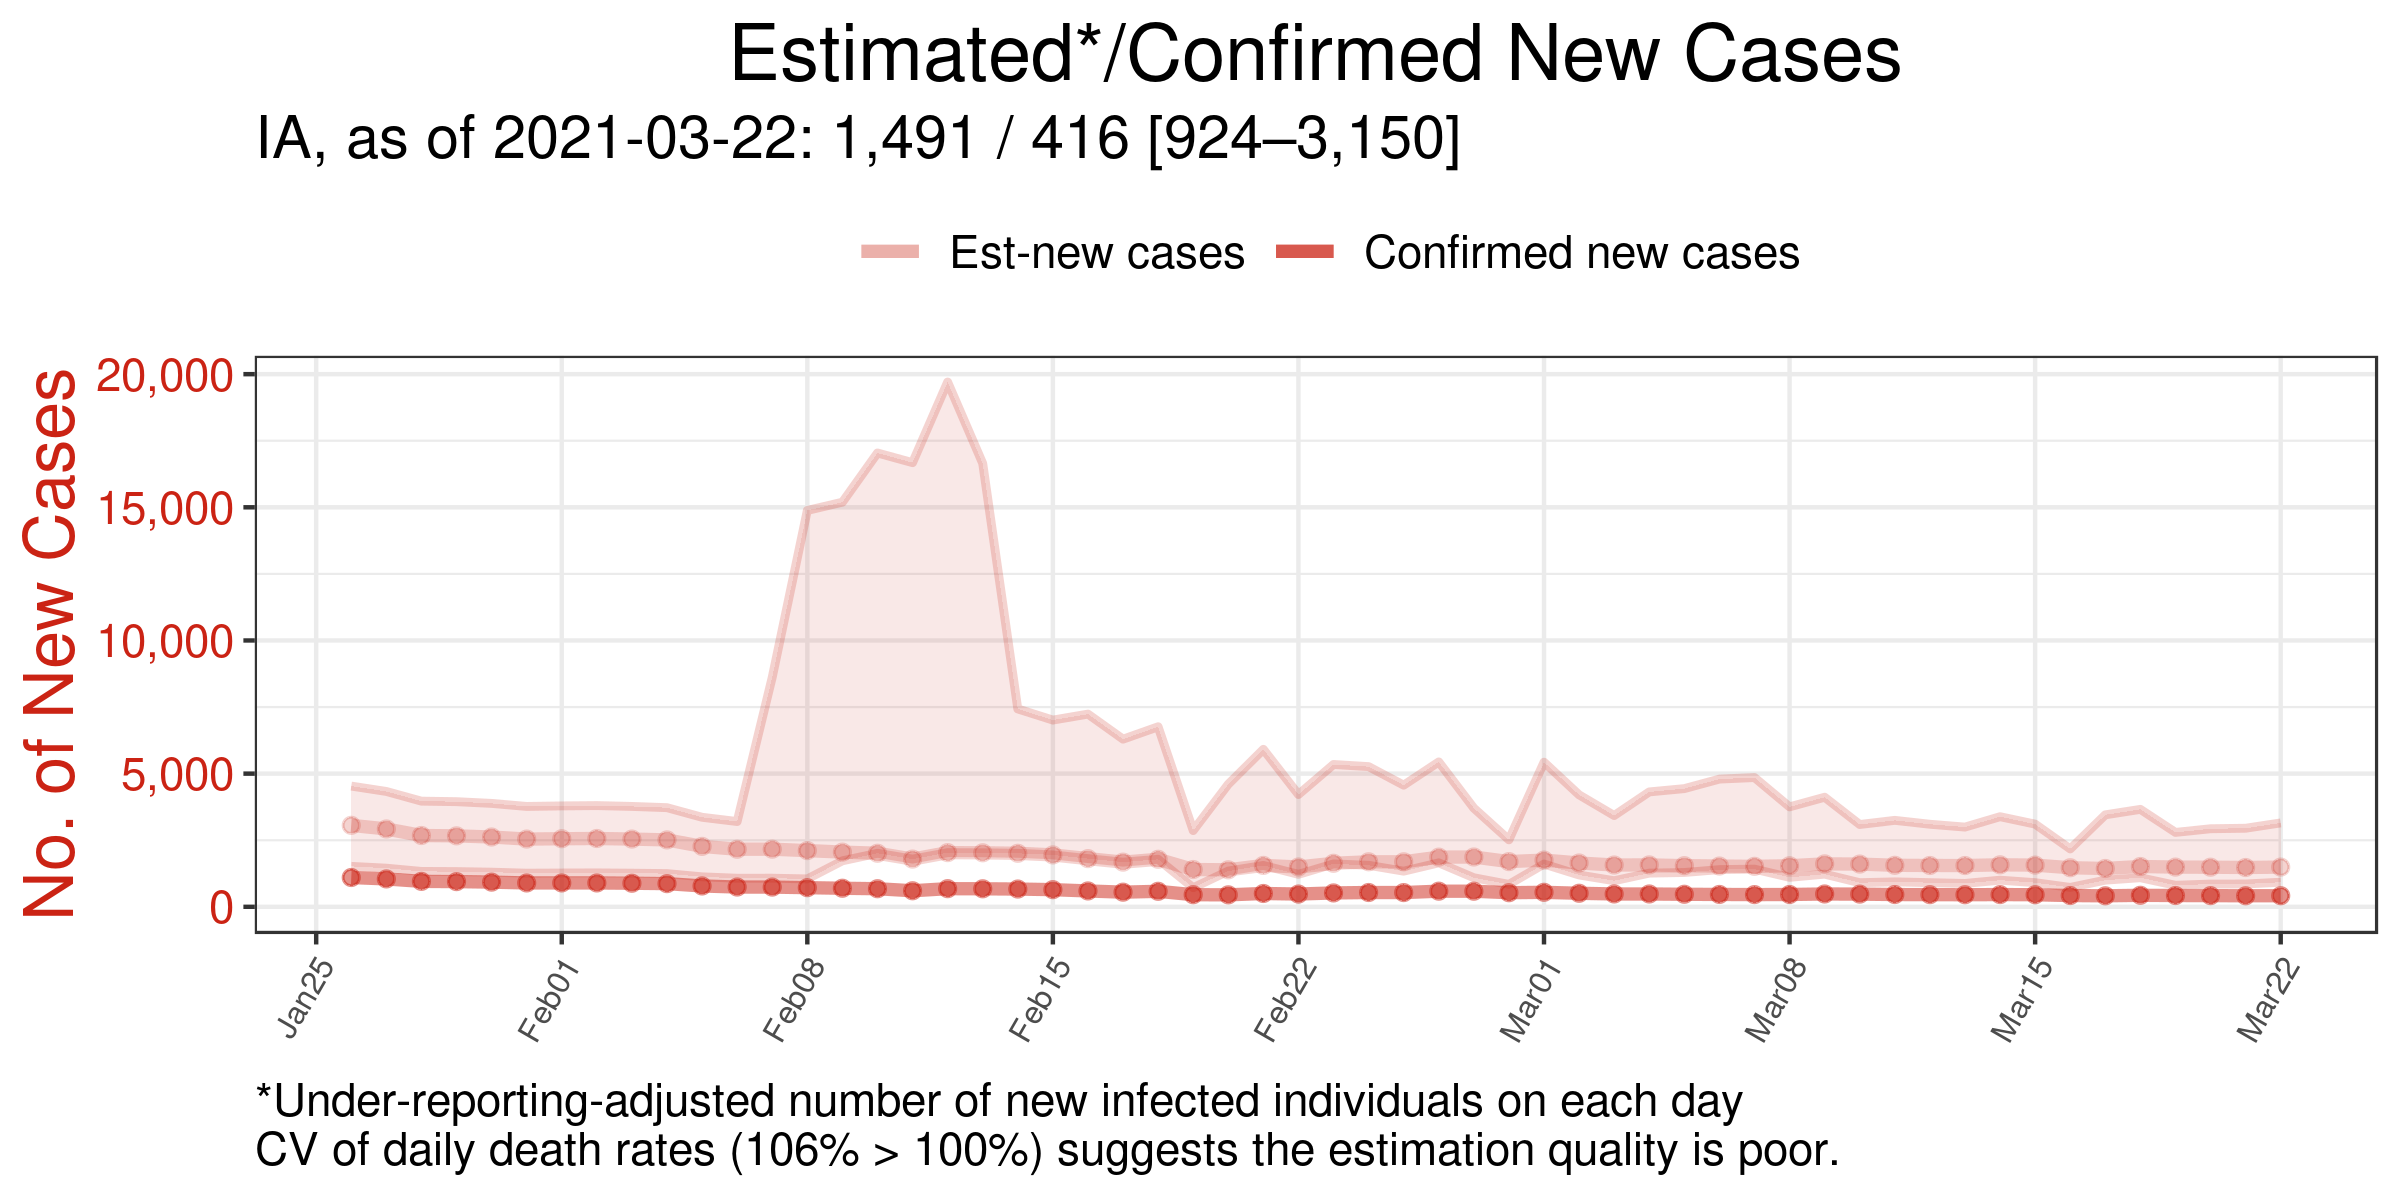 Estimated*/Confirmed New Cases
IA, as of 2021-03-22: 1,491 / 416 [924–3,150]
Est-new cases
Confirmed new cases
No. of New Cases
20,000
15,000
10,000
5,000
0
Jan25
Feb01
Feb08
Feb15
Feb22
Mar01
Mar08
Mar15
Mar22
*Under-reporting-adjusted number of new infected individuals on each day
CV of daily death rates (106% > 100%) suggests the estimation quality is poor.